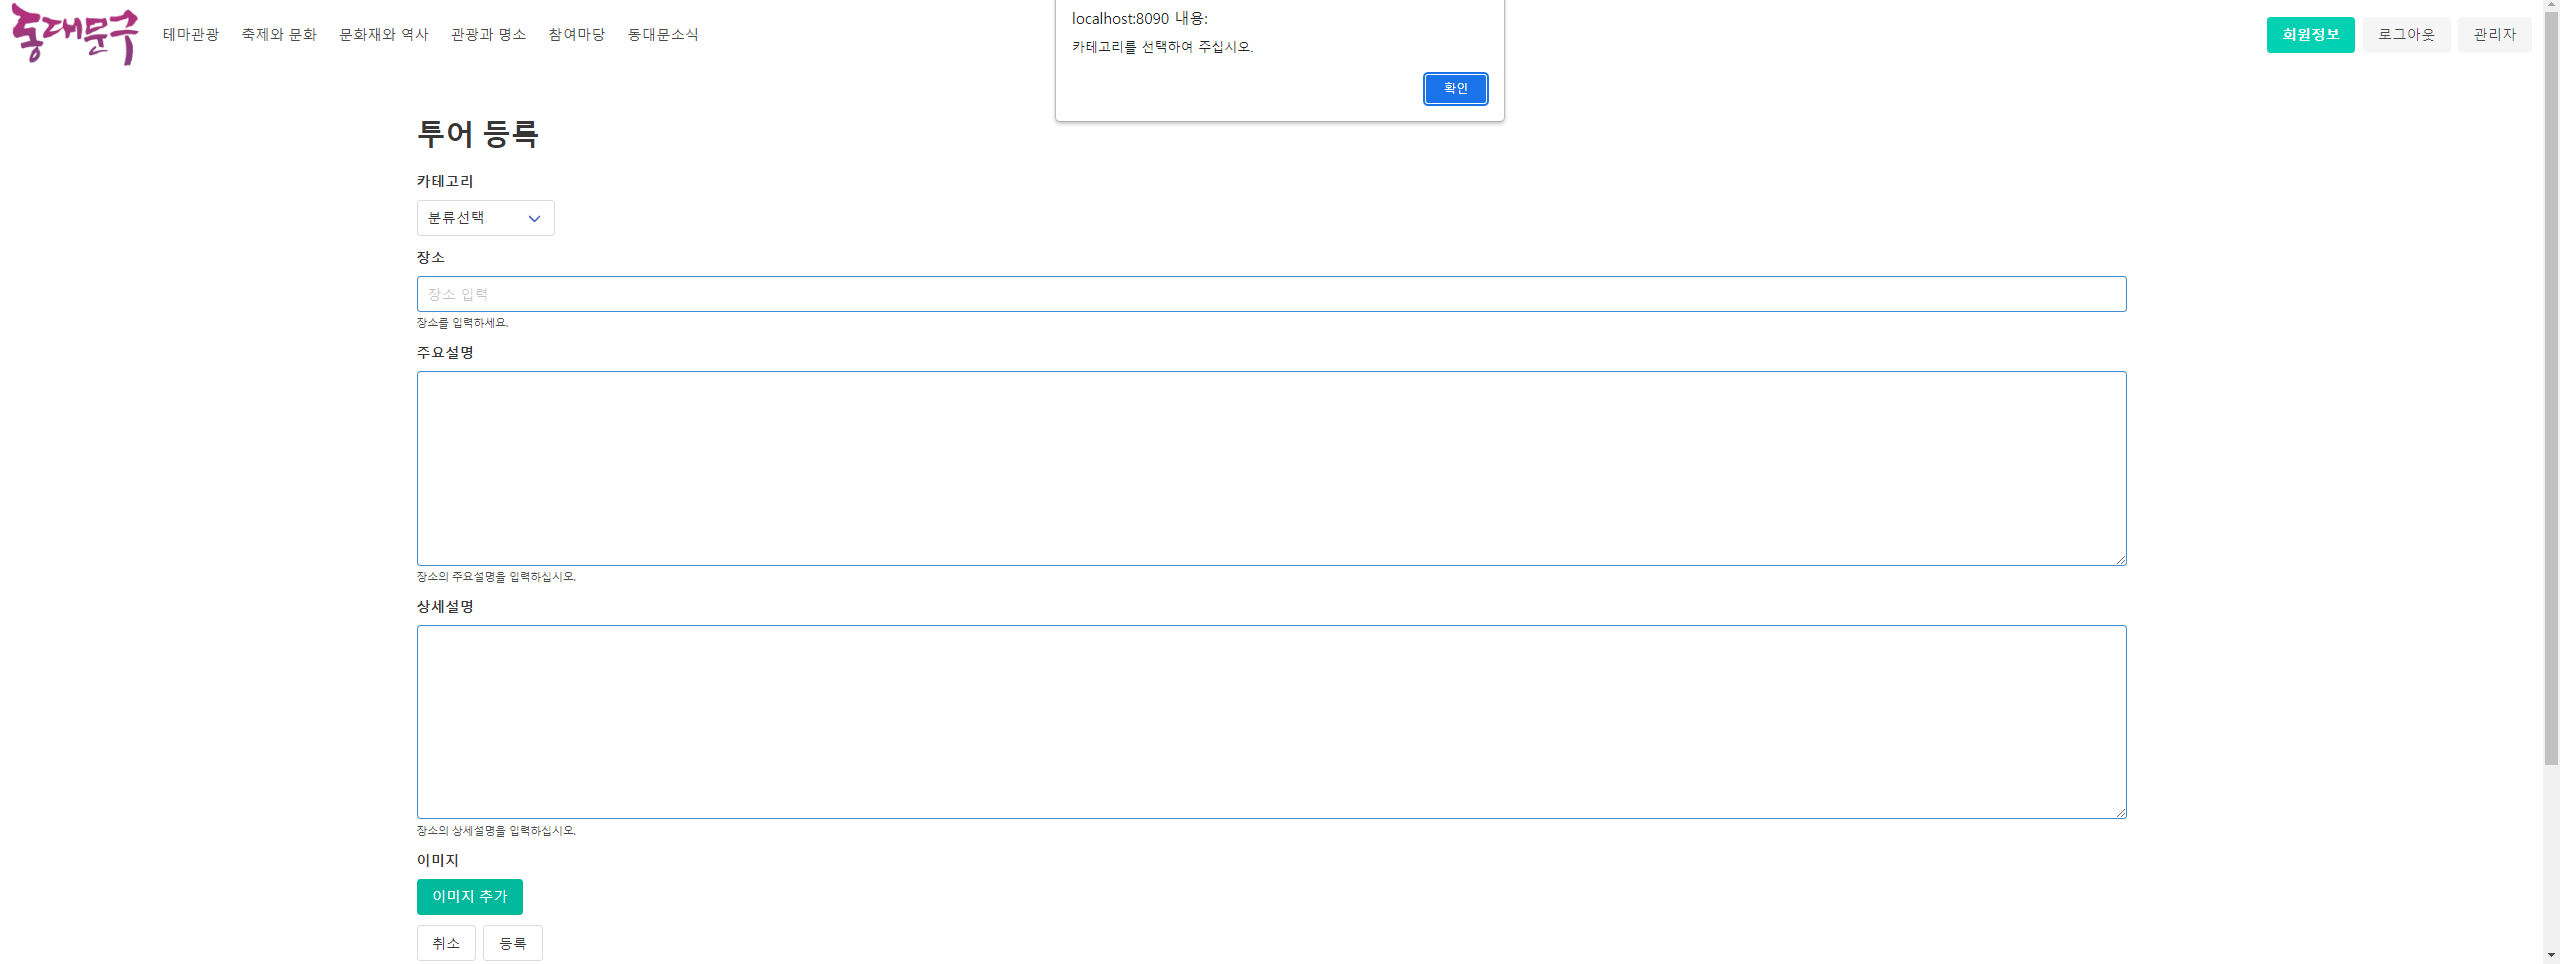 동대문구
테마관광 축제와 문화 문화재와 역사 관광과 명소 참여마당 동대문소식
회원정보 로그아웃 관리자
localhost:8090 내용:
카테고리를 선택하여 주십시오.
확인
투어 등록
카테고리
분류선택
장소
장소 입력
장소를 입력하세요.
주요설명
장소의 주요설명을 입력하십시오.
상세설명
장소의 상세설명을 입력하십시오.
이미지
이미지 추가
취소 등록